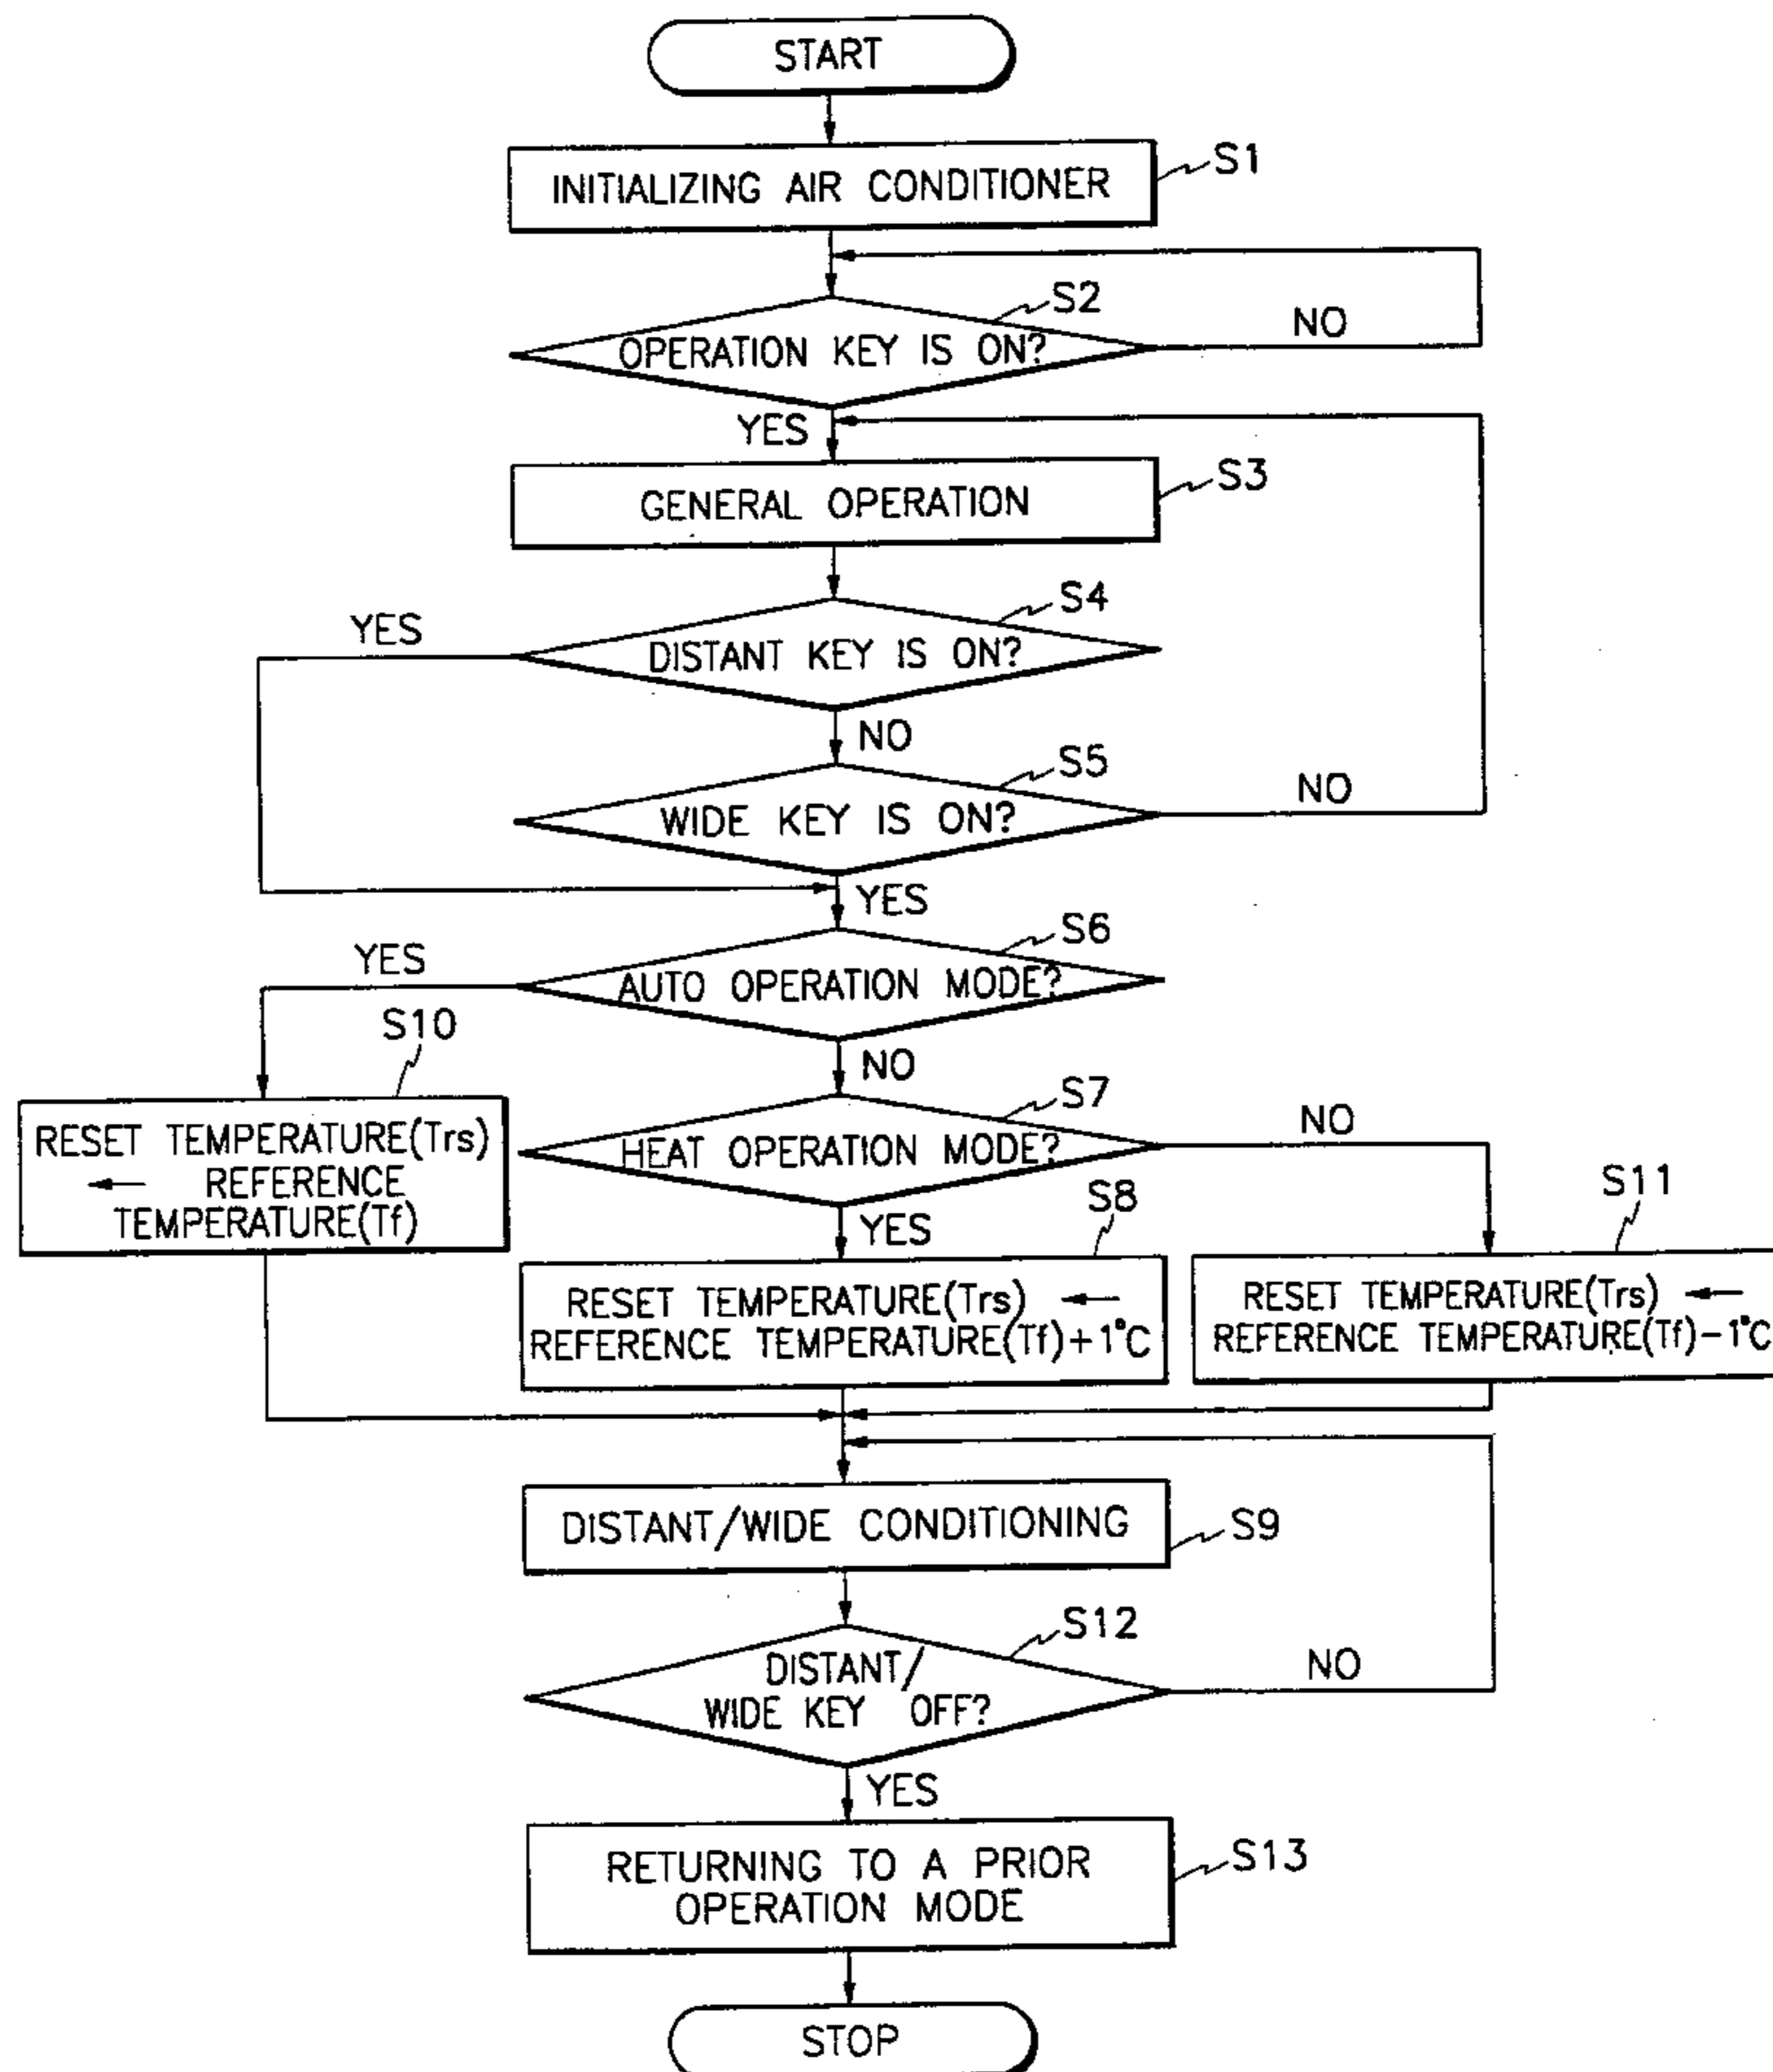 START
INITIALIZING AIR CONDITIONER
S1
S2
OPERATION KEY IS ON?
NO
YES
GENERAL OPERATION
S3
S4
YES
DISTANT KEY IS ON?
NO
S5
WIDE KEY IS ON?
NO
YES
S6
YES
AUTO OPERATION MODE?
S10
NO
S7
RESET TEMPERATURE(Trs)
← REFERENCE
TEMPERATURE(Tf)
HEAT OPERATION MODE?
NO
S8
S11
YES
RESET TEMPERATURE(Trs) ←
REFERENCE TEMPERATURE(Tf)+1°C
RESET TEMPERATURE(Trs) ←
REFERENCE TEMPERATURE(Tf)−1°C
DISTANT/WIDE CONDITIONING
S9
S12
DISTANT/
WIDE KEY OFF?
NO
YES
RETURNING TO A PRIOR
OPERATION MODE
S13
STOP